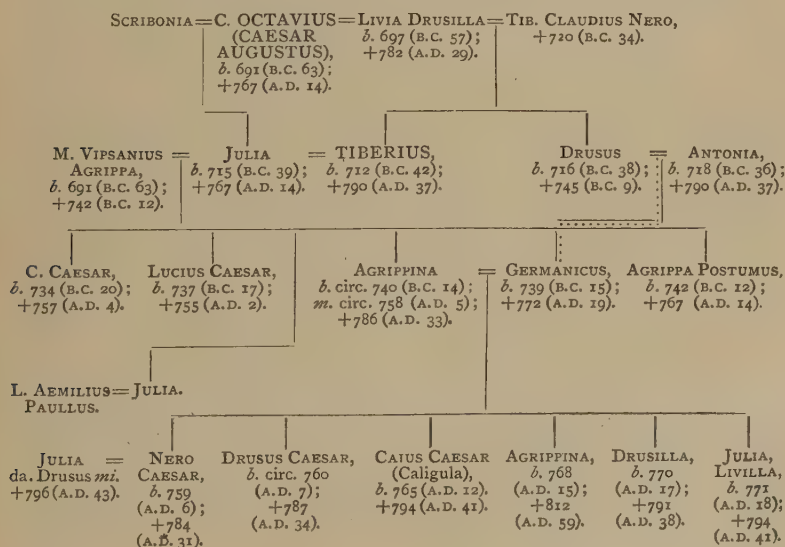 SCRIBONIA=C. OCTAVIUS=LIVIA DRUSILLA=TIB. CLAUDIUS NERO,
(CAESAR AUGUSTUS),
b. 691 (B.C. 63);
+767 (A.D. 14).
b. 697 (B.C. 57);
+782 (A.D. 29).
+720 (B.C. 34).
M. VIPSANIUS AGRIPPA,
b. 691 (B.C. 63);
+742 (B.C. 12).
=
JULIA
b. 715 (B.C. 39);
+767 (A.D. 14).
=
TIBERIUS,
b. 712 (B.C. 42);
+790 (A.D. 37).
DRUSUS
b. 716 (B.C. 38);
+745 (B.C. 9).
=
ANTONIA,
b. 718 (B.C. 36);
+790 (A.D. 37).
C. CAESAR,
b. 734 (B.C. 20);
+757 (A.D. 4).
LUCIUS CAESAR,
b. 737 (B.C. 17);
+755 (A.D. 2).
AGRIPPINA
b. circ. 740 (B.C. 14);
m. circ. 758 (A.D. 5);
+786 (A.D. 33).
=
GERMANICUS,
b. 739 (B.C. 15);
+772 (A.D. 19).
AGRIPPA POSTUMUS,
b. 742 (B.C. 12);
+767 (A.D. 14).
L. AEMILIUS=JULIA.
PAULLUS.
JULIA
da. Drusus mi.
+796 (A.D. 43).
=
NERO
CAESAR,
b. 759
(A.D. 6);
+784
(A.D. 31).
DRUSUS CAESAR,
b. circ. 760
(A.D. 7);
+787
(A.D. 34).
CAIUS CAESAR
(Caligula),
b. 765 (A.D. 12).
+794 (A.D. 41).
AGRIPPINA,
b. 768
(A.D. 15);
+812
(A.D. 59).
DRUSILLA,
b. 770
(A.D. 17);
+791
(A.D. 38).
JULIA,
LIVILLA,
b. 771
(A.D. 18);
+794
(A.D. 41).